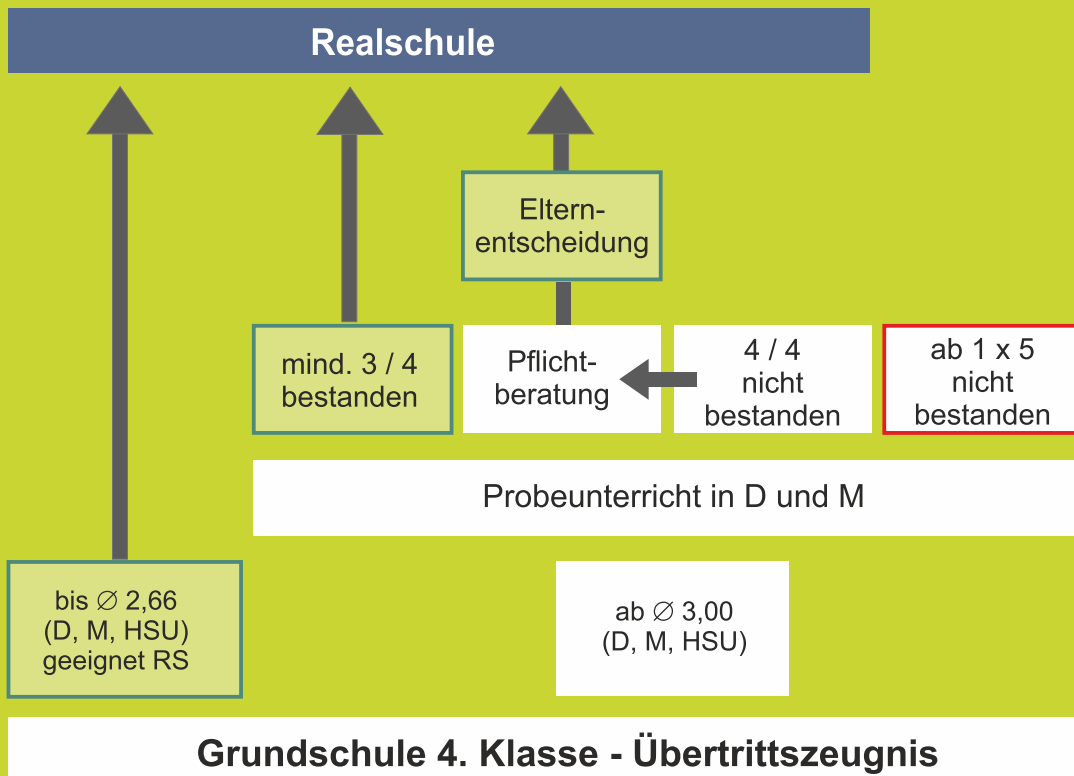 Realschule
Eltern-
entscheidung
mind. 3 / 4
bestanden
Pflicht-
beratung
4 / 4
nicht
bestanden
ab 1 x 5
nicht
bestanden
Probeunterricht in D und M
bis ∅ 2,66
(D, M, HSU)
geeignet RS
ab ∅ 3,00
(D, M, HSU)
Grundschule 4. Klasse - Übertrittszeugnis